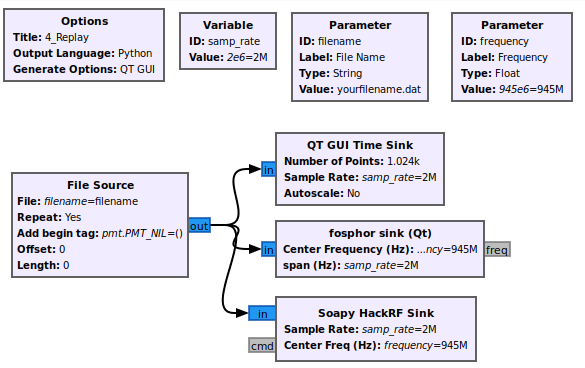 Options
Title: 4_Replay
Output Language: Python
Generate Options: QT GUI
Variable
ID: samp_rate
Value: 2e6=2M
Parameter
ID: filename
Label: File Name
Type: String
Value: yourfilename.dat
Parameter
ID: frequency
Label: Frequency
Type: Float
Value: 945e6=945M
File Source
File: filename=filename
Repeat: Yes
Add begin tag: pmt.PMT_NIL=()
Offset: 0
Length: 0
out
in
QT GUI Time Sink
Number of Points: 1.024k
Sample Rate: samp_rate=2M
Autoscale: No
in
fosphor sink (Qt)
Center Frequency (Hz): ...ncy=945M
span (Hz): samp_rate=2M
freq
in
cmd
Soapy HackRF Sink
Sample Rate: samp_rate=2M
Center Freq (Hz): frequency=945M